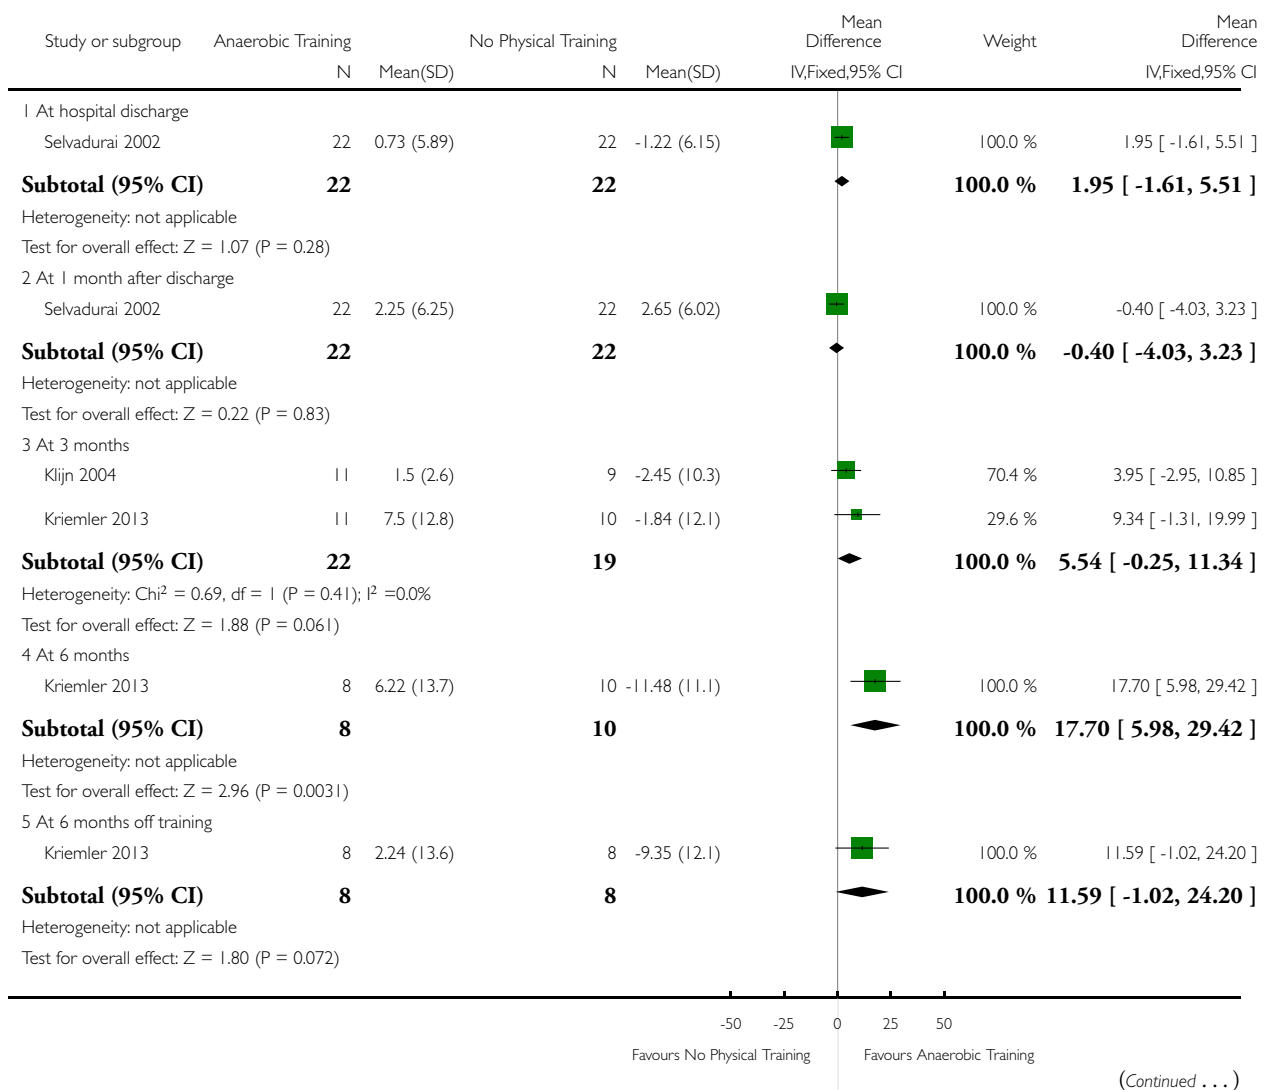 Study or subgroup Anaerobic Training No Physical Training Mean Difference Weight Mean Difference
N Mean(SD) N Mean(SD) IV,Fixed,95% CI IV,Fixed,95% CI
1 At hospital discharge
Selvadurai 2002 22 0.73 (5.89) 22 -1.22 (6.15) 100.0 % 1.95 [ -1.61, 5.51 ]
Subtotal (95% CI) 22 22 100.0 % 1.95 [ -1.61, 5.51 ]
Heterogeneity: not applicable
Test for overall effect: Z = 1.07 (P = 0.28)
2 At 1 month after discharge
Selvadurai 2002 22 2.25 (6.25) 22 2.65 (6.02) 100.0 % -0.40 [ -4.03, 3.23 ]
Subtotal (95% CI) 22 22 100.0 % -0.40 [ -4.03, 3.23 ]
Heterogeneity: not applicable
Test for overall effect: Z = 0.22 (P = 0.83)
3 At 3 months
Klijn 2004 11 1.5 (2.6) 9 -2.45 (10.3) 70.4 % 3.95 [ -2.95, 10.85 ]
Kriemler 2013 11 7.5 (12.8) 10 -1.84 (12.1) 29.6 % 9.34 [ -1.31, 19.99 ]
Subtotal (95% CI) 22 19 100.0 % 5.54 [ -0.25, 11.34 ]
Heterogeneity: Chi² = 0.69, df = 1 (P = 0.41); I² =0.0%
Test for overall effect: Z = 1.88 (P = 0.061)
4 At 6 months
Kriemler 2013 8 6.22 (13.7) 10 -11.48 (11.1) 100.0 % 17.70 [ 5.98, 29.42 ]
Subtotal (95% CI) 8 10 100.0 % 17.70 [ 5.98, 29.42 ]
Heterogeneity: not applicable
Test for overall effect: Z = 2.96 (P = 0.0031)
5 At 6 months off training
Kriemler 2013 8 2.24 (13.6) 8 -9.35 (12.1) 100.0 % 11.59 [ -1.02, 24.20 ]
Subtotal (95% CI) 8 8 100.0 % 11.59 [ -1.02, 24.20 ]
Heterogeneity: not applicable
Test for overall effect: Z = 1.80 (P = 0.072)
-50 -25 0 25 50
Favours No Physical Training Favours Anaerobic Training
(Continued . . . )